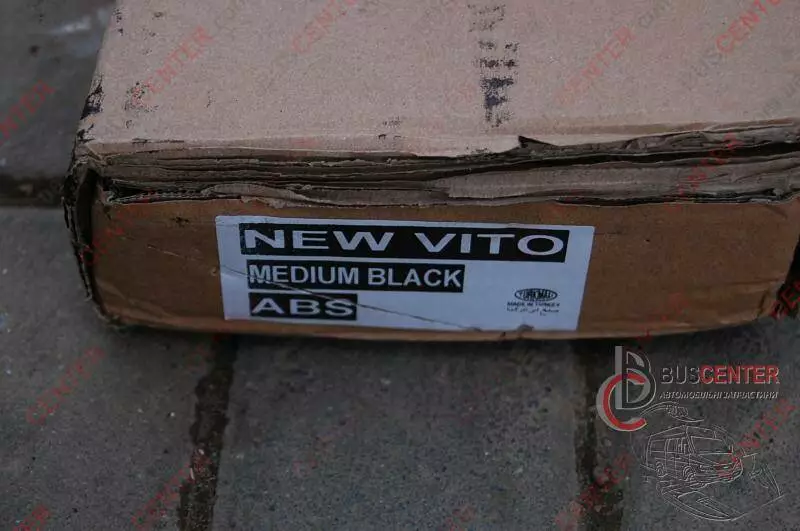 NEW VITO
MEDIUM BLACK
ABS
MADE IN TURKEY
BUSCENTER
АВТОМОБІЛЬНІ ЗАПЧАСТИНИ